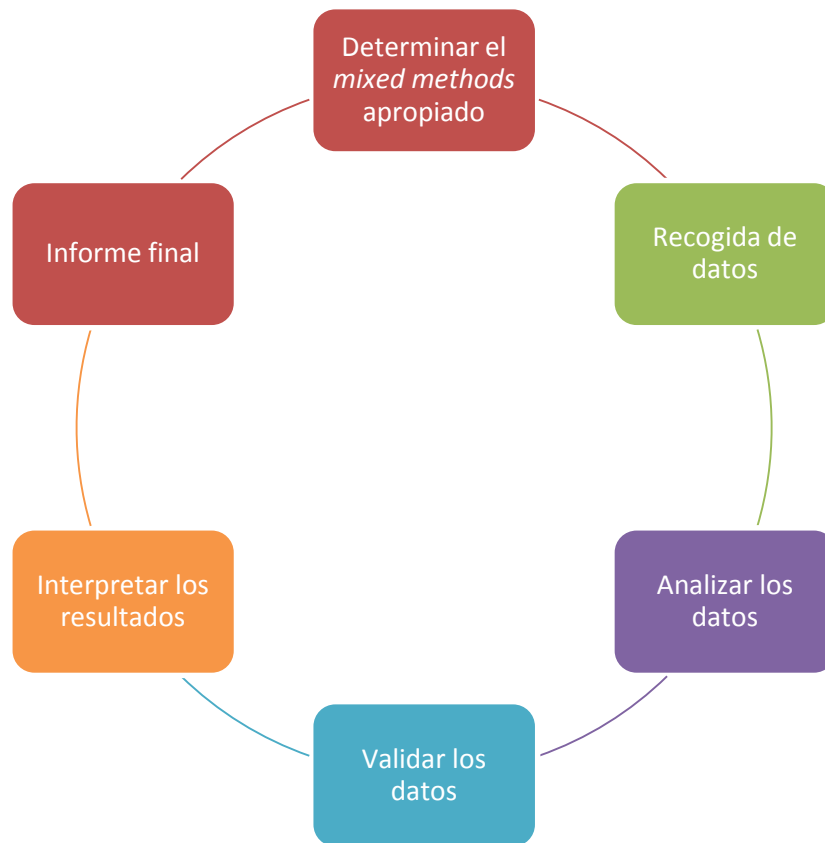 Determinar el
mixed methods
apropiado
Recogida de
datos
Analizar los
datos
Validar los
datos
Interpretar los
resultados
Informe final